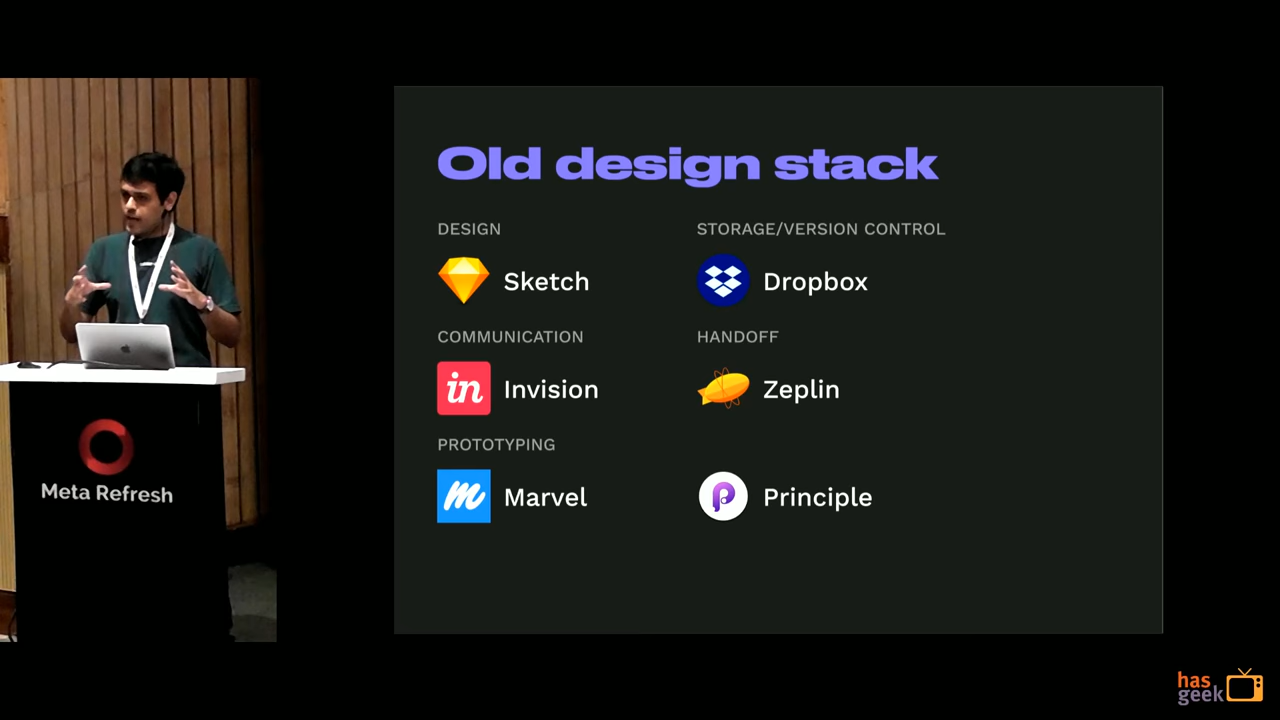 Old design stack
DESIGN
STORAGE/VERSION CONTROL
Sketch
Dropbox
COMMUNICATION
HANDOFF
in
Invision
Zeplin
PROTOTYPING
m
Marvel
P
Principle
Meta Refresh
has
geek